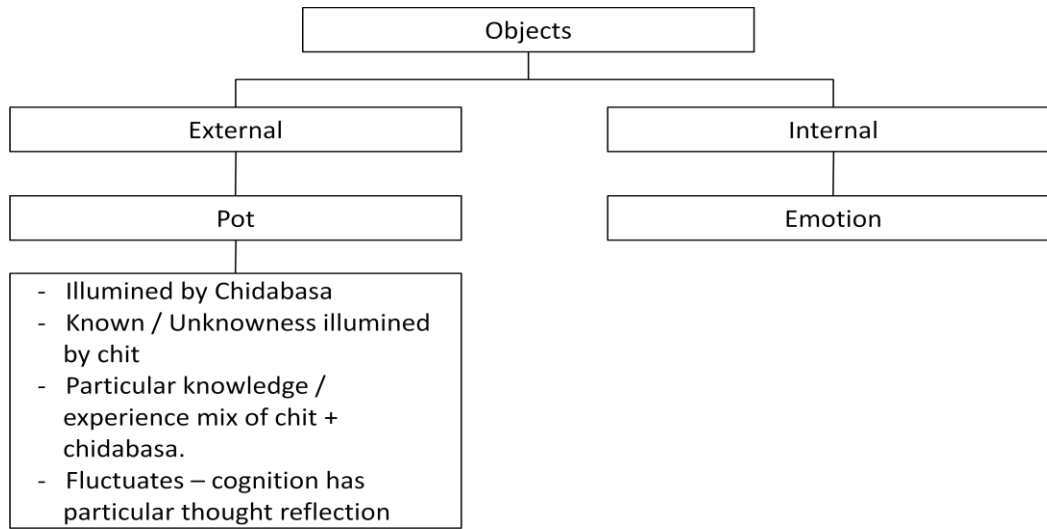 Objects
External
Internal
Pot
Emotion
- Illumined by Chidabasa
- Known / Unknowness illumined
by chit
- Particular knowledge /
experience mix of chit +
chidabasa.
- Fluctuates – cognition has
particular thought reflection